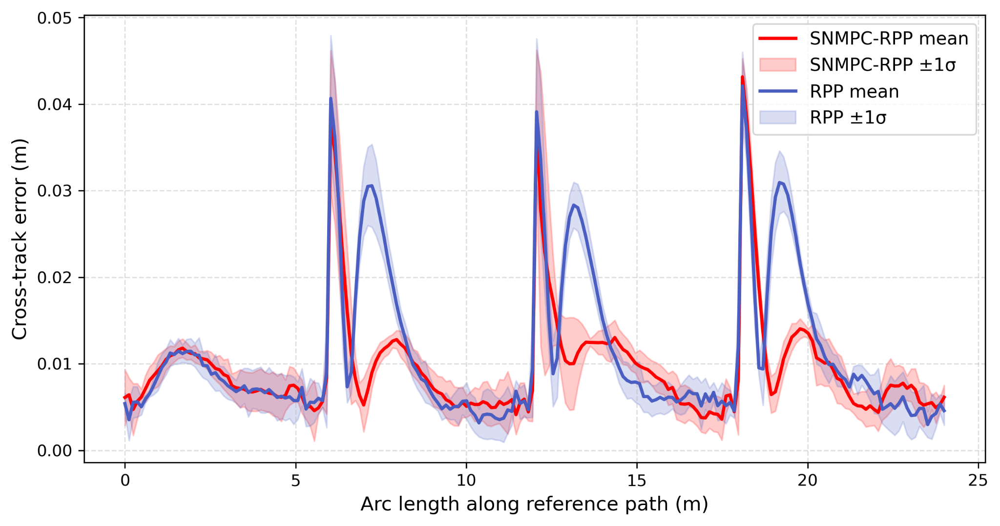 0.05
0.04
0.03
0.02
0.01
0.00
Cross-track error (m)
SNMPC-RPP mean
SNMPC-RPP ±1σ
RPP mean
RPP ±1σ
0 5 10 15 20 25
Arc length along reference path (m)